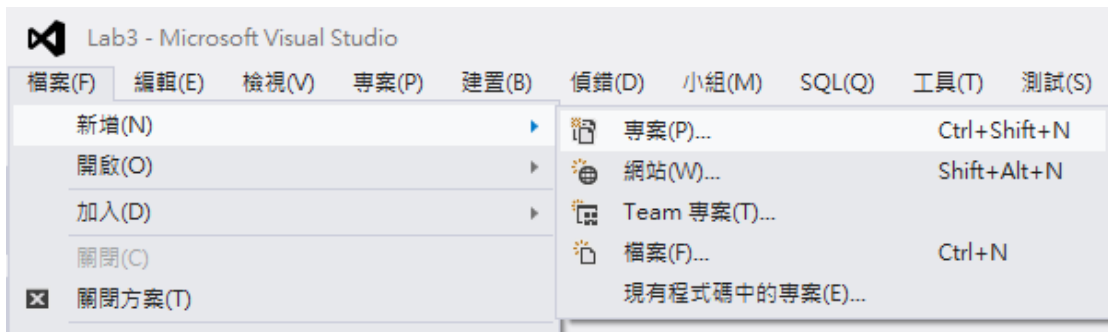 Lab3 - Microsoft Visual Studio
檔案(F) 編輯(E) 檢視(V) 專案(P) 建置(B) 偵錯(D) 小組(M) SQL(Q) 工具(T) 測試(S)
新增(N)
開啟(O)
加入(D)
關閉(C)
關閉方案(T)
專案(P)... Ctrl+Shift+N
網站(W)... Shift+Alt+N
Team 專案(T)...
檔案(F)... Ctrl+N
現有程式碼中的專案(E)...